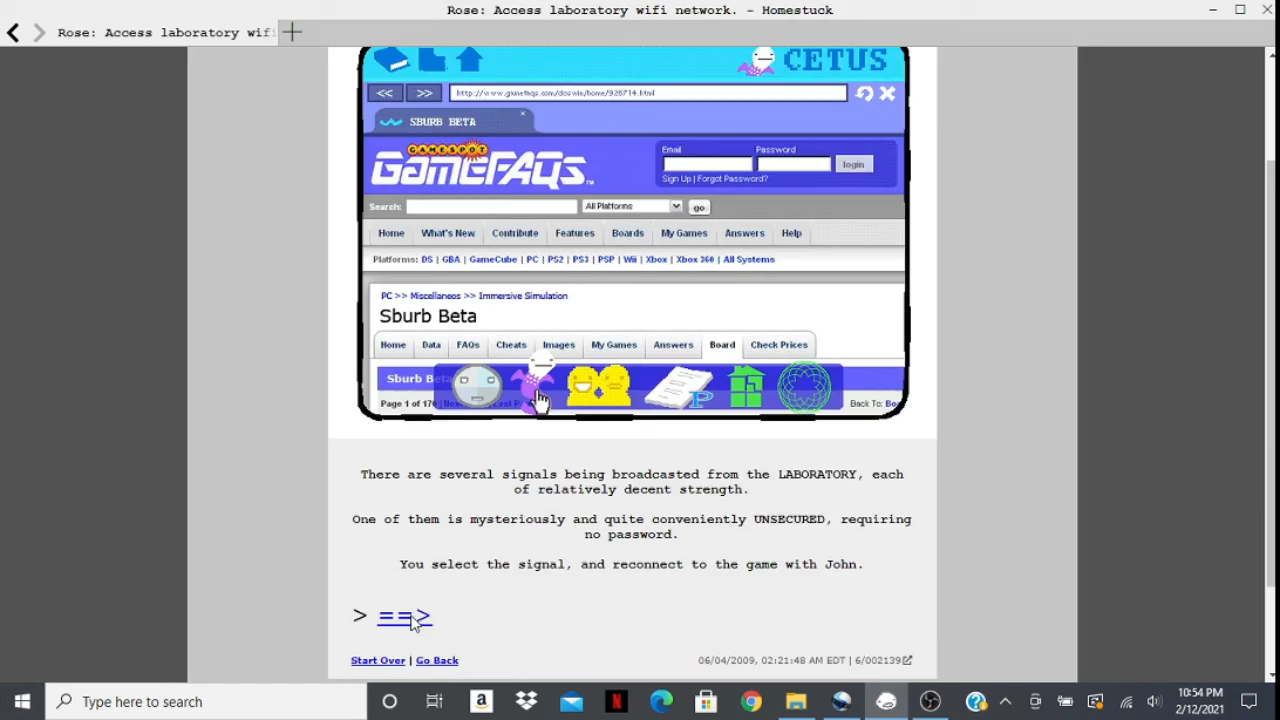 Rose: Access laboratory wifi network. - Homestuck
Rose: Access laboratory wif
CETUS
<< >> http://www.gamefaqs.com/doswin/home/926714.html
SBURB BETA
GAMESPOT
GameFAQs
Email Password
login
Sign Up | Forgot Password?
Search: All Platforms go
Home What's New Contribute Features Boards My Games Answers Help
Platforms: DS | GBA | GameCube | PC | PS2 | PS3 | PSP | Wii | Xbox | Xbox 360 | All Systems
PC >> Miscellaneos >> Immersive Simulation
Sburb Beta
Home Data FAQs Cheats Images My Games Answers Board Check Prices
Sburb Be
Page 1 of 170 Back To: Bo
P
There are several signals being broadcasted from the LABORATORY, each
of relatively decent strength.
One of them is mysteriously and quite conveniently UNSECURED, requiring
no password.
You select the signal, and reconnect to the game with John.
> ==>
Start Over | Go Back 06/04/2009, 02:21:48 AM EDT | 6/002139
Type here to search
10:54 PM
2/12/2021